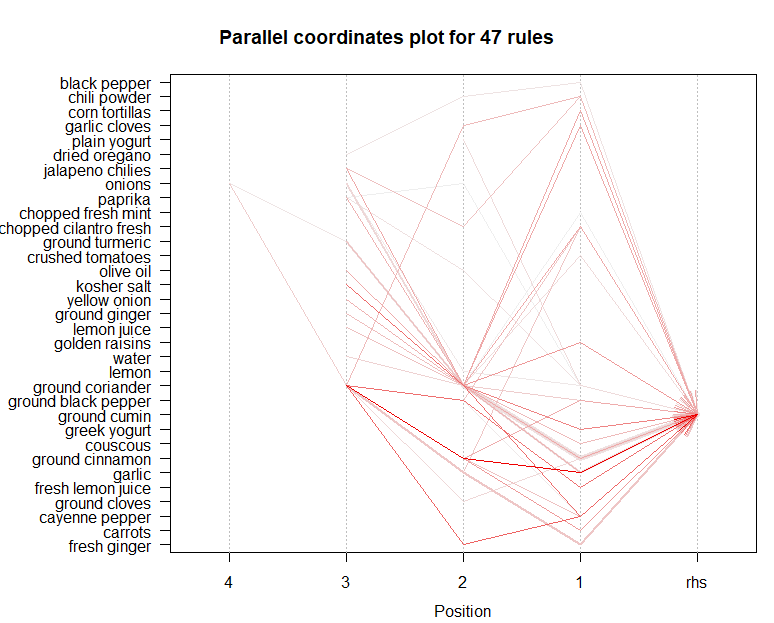 Parallel coordinates plot for 47 rules
black pepper
chili powder
corn tortillas
garlic cloves
plain yogurt
dried oregano
jalapeno chilies
onions
paprika
chopped fresh mint
chopped cilantro fresh
ground turmeric
crushed tomatoes
olive oil
kosher salt
yellow onion
ground ginger
lemon juice
golden raisins
water
lemon
ground coriander
ground black pepper
ground cumin
greek yogurt
couscous
ground cinnamon
garlic
fresh lemon juice
ground cloves
cayenne pepper
carrots
fresh ginger
4 3 2 1 rhs
Position